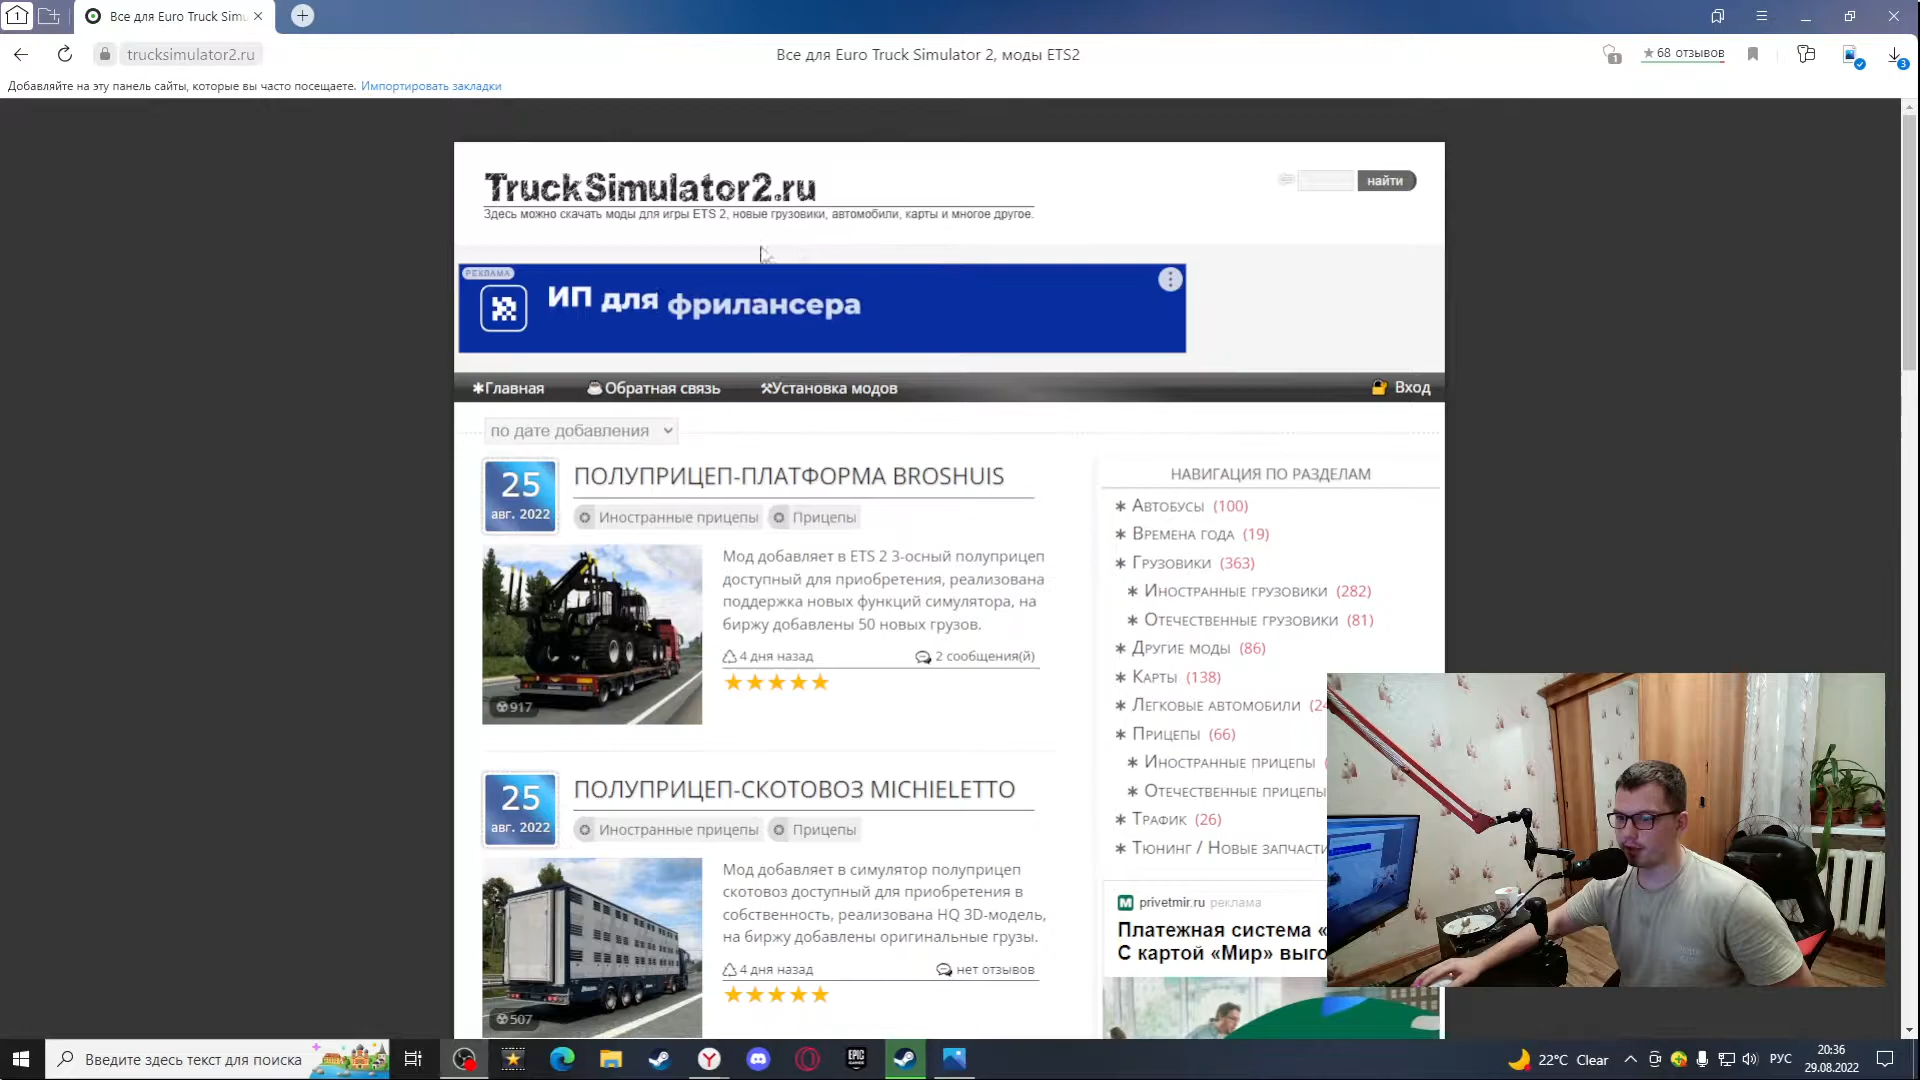 1
Все для Euro Truck Simu
trucksimulator2.ru
Все для Euro Truck Simulator 2, моды ETS2
1
★ 68 отзывов
3
Добавляйте на эту панель сайты, которые вы часто посещаете. Импортировать закладки
TruckSimulator2.ru
Здесь можно скачать моды для игры ETS 2, новые грузовики, автомобили, карты и многое другое.
найти
РЕКЛАМА
ИП для фрилансера
✱Главная
Обратная связь
Установка модов
Вход
по дате добавления
25
авг. 2022
ПОЛУПРИЦЕП-ПЛАТФОРМА BROSHUIS
Иностранные прицепы
Прицепы
Мод добавляет в ETS 2 3-осный полуприцеп
доступный для приобретения, реализована
поддержка новых функций симулятора, на
биржу добавлены 50 новых грузов.
4 дня назад
2 сообщения(й)
917
25
авг. 2022
ПОЛУПРИЦЕП-СКОТОВОЗ MICHIELETTO
Иностранные прицепы
Прицепы
Мод добавляет в симулятор полуприцеп
скотовоз доступный для приобретения в
собственность, реализована HQ 3D-модель,
на биржу добавлены оригинальные грузы.
4 дня назад
нет отзывов
507
НАВИГАЦИЯ ПО РАЗДЕЛАМ
∗ Автобусы (100)
∗ Времена года (19)
∗ Грузовики (363)
∗ Иностранные грузовики (282)
∗ Отечественные грузовики (81)
∗ Другие моды (86)
∗ Карты (138)
∗ Легковые автомобили (24
∗ Прицепы (66)
∗ Иностранные прицепы (
∗ Отечественные прицепы
∗ Трафик (26)
∗ Тюнинг / Новые запчасти
privetmir.ru реклама
Платежная система «
С картой «Мир» выго
Введите здесь текст для поиска
EPIC
GAMES
22°C Clear
РУС
20:36
29.08.2022